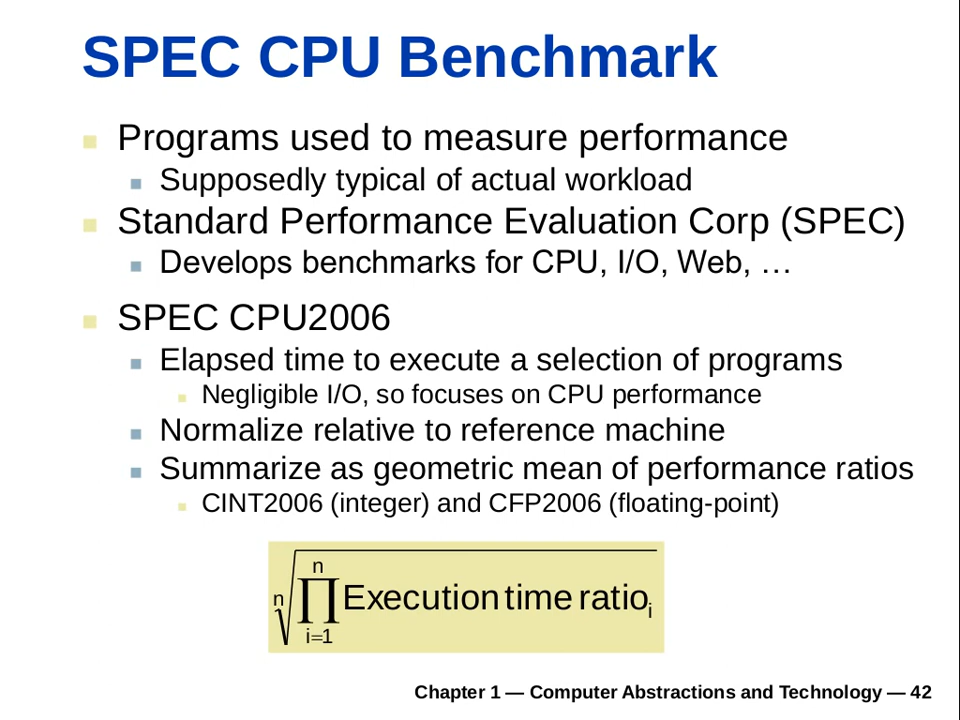 SPEC CPU Benchmark
Programs used to measure performance
Supposedly typical of actual workload
Standard Performance Evaluation Corp (SPEC)
Develops benchmarks for CPU, I/O, Web, …
SPEC CPU2006
Elapsed time to execute a selection of programs
Negligible I/O, so focuses on CPU performance
Normalize relative to reference machine
Summarize as geometric mean of performance ratios
CINT2006 (integer) and CFP2006 (floating-point)
n√ n∏i=1 Execution time ratioi
Chapter 1 — Computer Abstractions and Technology — 42